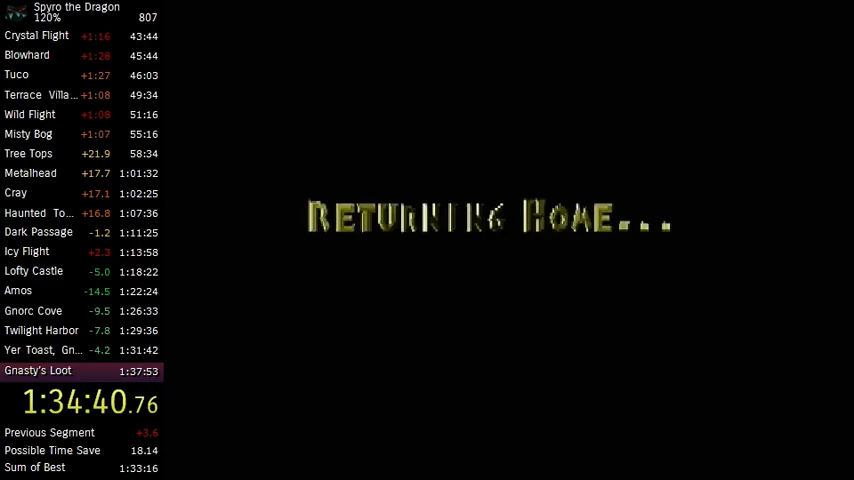 Spyro the Dragon
120% 807
Crystal Flight +1:16 43:44
Blowhard +1:28 45:44
Tuco +1:27 46:03
Terrace Villa... +1:08 49:34
Wild Flight +1:08 51:16
Misty Bog +1:07 55:16
Tree Tops +21.9 58:34
Metalhead +17.7 1:01:32
Cray +17.1 1:02:25
Haunted To... +16.8 1:07:36
Dark Passage -1.2 1:11:25
Icy Flight +2.3 1:13:58
Lofty Castle -5.0 1:18:22
Amos -14.5 1:22:24
Gnorc Cove -9.5 1:26:33
Twilight Harbor -7.8 1:29:36
Yer Toast, Gn... -4.2 1:31:42
Gnasty's Loot 1:37:53
1:34:40.76
Previous Segment +3.6
Possible Time Save 18.14
Sum of Best 1:33:16
RETURNING HOME...